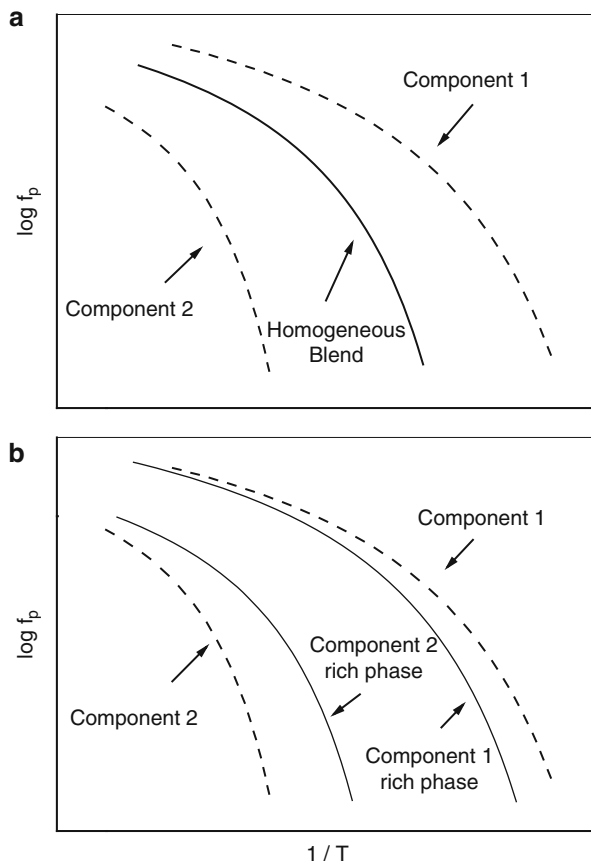 a
Component 1
log fp
Component 2
Homogeneous
Blend
b
Component 1
log fp
Component 2
rich phase
Component 2
Component 1
rich phase
1 / T